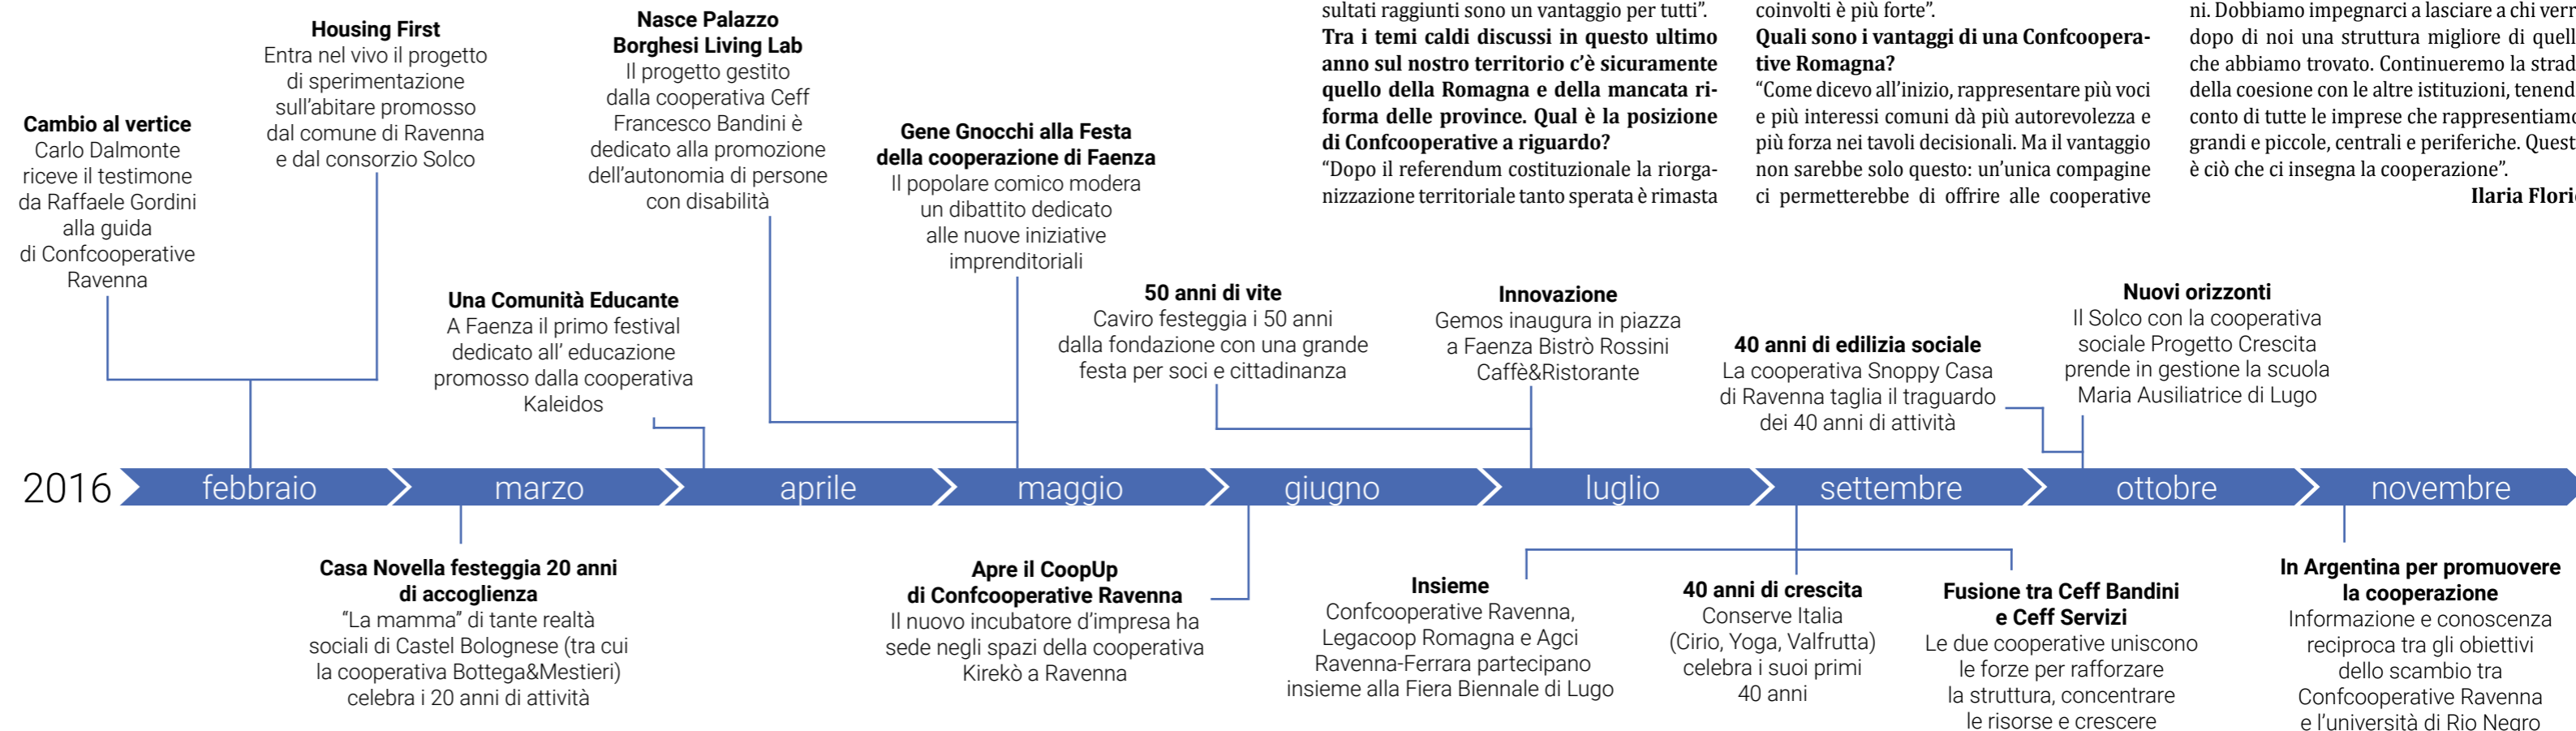 sultati raggiunti sono un vantaggio per tutti”.
Tra i temi caldi discussi in questo ultimo
anno sul nostro territorio c’è sicuramente
quello della Romagna e della mancata ri-
forma delle province. Qual è la posizione
di Confcooperative a riguardo?
“Dopo il referendum costituzionale la riorga-
nizzazione territoriale tanto sperata è rimasta
coinvolti è più forte”.
Quali sono i vantaggi di una Confcoopera-
tive Romagna?
“Come dicevo all’inizio, rappresentare più voci
e più interessi comuni dà più autorevolezza e
più forza nei tavoli decisionali. Ma il vantaggio
non sarebbe solo questo: un’unica compagine
ci permetterebbe di offrire alle cooperative
ni. Dobbiamo impegnarci a lasciare a chi verr
dopo di noi una struttura migliore di quell
che abbiamo trovato. Continueremo la strad
della coesione con le altre istituzioni, tenend
conto di tutte le imprese che rappresentiamo
grandi e piccole, centrali e periferiche. Quest
è ciò che ci insegna la cooperazione”.
Ilaria Flori
Cambio al vertice
Carlo Dalmonte
riceve il testimone
da Raffaele Gordini
alla guida
di Confcooperative
Ravenna
Housing First
Entra nel vivo il progetto
di sperimentazione
sull’abitare promosso
dal comune di Ravenna
e dal consorzio Solco
Una Comunità Educante
A Faenza il primo festival
dedicato all’ educazione
promosso dalla cooperativa
Kaleidos
Nasce Palazzo
Borghesi Living Lab
Il progetto gestito
dalla cooperativa Ceff
Francesco Bandini è
dedicato alla promozione
dell’autonomia di persone
con disabilità
Gene Gnocchi alla Festa
della cooperazione di Faenza
Il popolare comico modera
un dibattito dedicato
alle nuove iniziative
imprenditoriali
50 anni di vite
Caviro festeggia i 50 anni
dalla fondazione con una grande
festa per soci e cittadinanza
Innovazione
Gemos inaugura in piazza
a Faenza Bistrò Rossini
Caffè&Ristorante
40 anni di edilizia sociale
La cooperativa Snoppy Casa
di Ravenna taglia il traguardo
dei 40 anni di attività
Nuovi orizzonti
Il Solco con la cooperativa
sociale Progetto Crescita
prende in gestione la scuola
Maria Ausiliatrice di Lugo
2016 febbraio marzo aprile maggio giugno luglio settembre ottobre novembre
Casa Novella festeggia 20 anni
di accoglienza
“La mamma” di tante realtà
sociali di Castel Bolognese (tra cui
la cooperativa Bottega&Mestieri)
celebra i 20 anni di attività
Apre il CoopUp
di Confcooperative Ravenna
Il nuovo incubatore d’impresa ha
sede negli spazi della cooperativa
Kirekò a Ravenna
Insieme
Confcooperative Ravenna,
Legacoop Romagna e Agci
Ravenna-Ferrara partecipano
insieme alla Fiera Biennale di Lugo
40 anni di crescita
Conserve Italia
(Cirio, Yoga, Valfrutta)
celebra i suoi primi
40 anni
Fusione tra Ceff Bandini
e Ceff Servizi
Le due cooperative uniscono
le forze per rafforzare
la struttura, concentrare
le risorse e crescere
In Argentina per promuovere
la cooperazione
Informazione e conoscenza
reciproca tra gli obiettivi
dello scambio tra
Confcooperative Ravenna
e l’università di Rio Negro